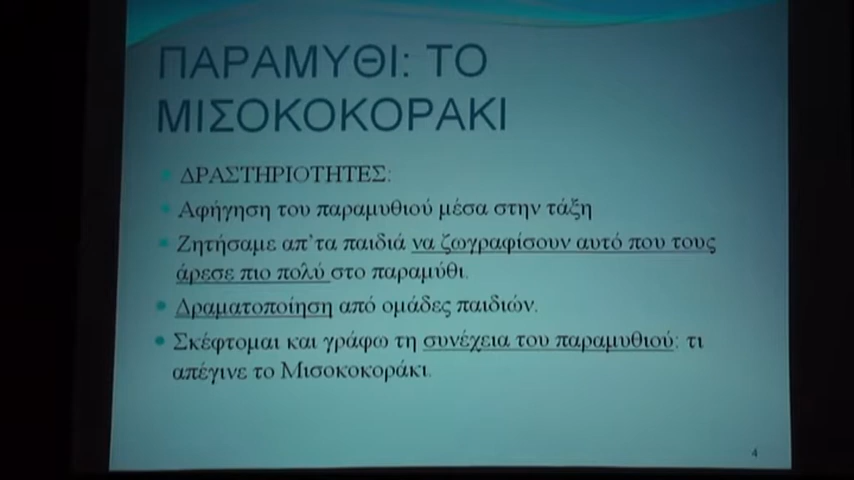 ΠΑΡΑΜΥΘΙ: ΤΟ
ΜΙΣΟΚΟΚΟΡΑΚΙ
ΔΡΑΣΤΗΡΙΟΤΗΤΕΣ:
Αφήγηση του παραμυθιού μέσα στην τάξη
Ζητήσαμε απ'τα παιδιά να ζωγραφίσουν αυτό που τους
άρεσε πιο πολύ στο παραμύθι.
Δραματοποίηση από ομάδες παιδιών.
Σκέφτομαι και γράφω τη συνέχεια του παραμυθιού: τι
απέγινε το Μισοκοκοράκι.
4